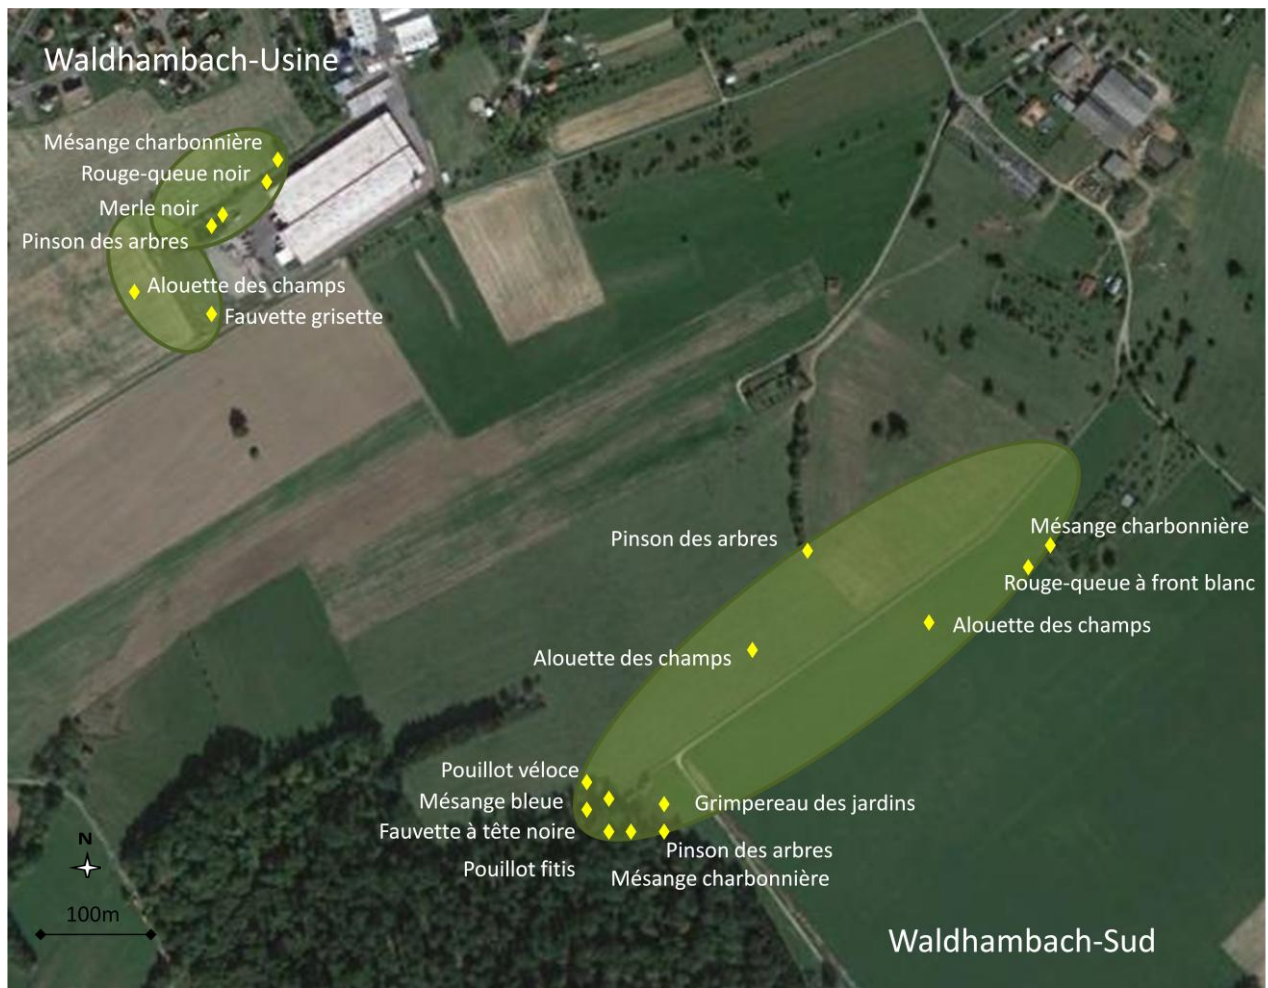 Waldhambach-Usine
Mésange charbonnière
Rouge-queue noir
Merle noir
Pinson des arbres
Alouette des champs
Fauvette grisette
Pinson des arbres
Mésange charbonnière
Rouge-queue à front blanc
Alouette des champs
Alouette des champs
Pouillot véloce
Mésange bleue
Grimpereau des jardins
Fauvette à tête noire
Pinson des arbres
Pouillot fitis
Mésange charbonnière
N
100m
Waldhambach-Sud